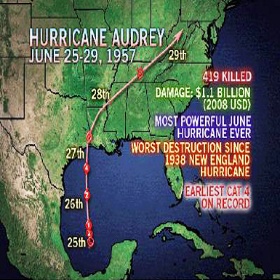 HURRICANE AUDREY
JUNE 25-29, 1957
29th
419 KILLED
DAMAGE: $1.1 BILLION
(2008 USD)
28th
MOST POWERFUL JUNE
HURRICANE EVER
27th
WORST DESTRUCTION SINCE
1938 NEW ENGLAND
HURRICANE
26th
EARLIEST CAT 4
ON RECORD
25th